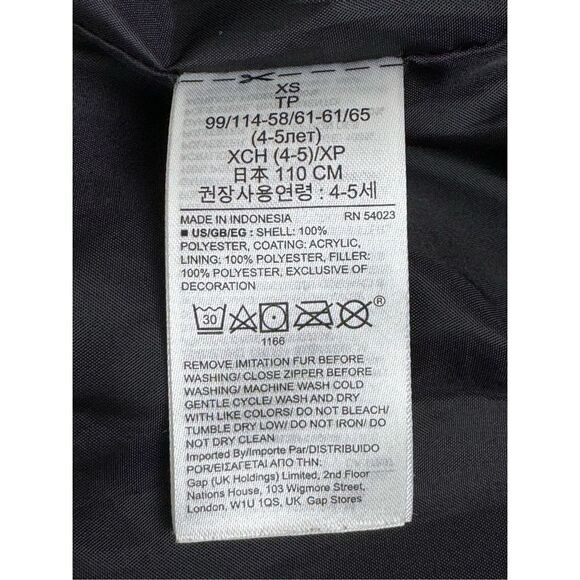 XS
TP
99/114-58/61-61/65
(4-5лет)
XCH (4-5)/XP
日本 110 CM
권장사용연령 : 4-5세
MADE IN INDONESIA RN 54023
■ US/GB/EG : SHELL: 100%
POLYESTER, COATING: ACRYLIC,
LINING: 100% POLYESTER, FILLER:
100% POLYESTER, EXCLUSIVE OF
DECORATION
30 ®
1166
REMOVE IMITATION FUR BEFORE
WASHING/ CLOSE ZIPPER BEFORE
WASHING/ MACHINE WASH COLD
GENTLE CYCLE/ WASH AND DRY
WITH LIKE COLORS/ DO NOT BLEACH/
TUMBLE DRY LOW/ DO NOT IRON/ DO
NOT DRY CLEAN
Imported By/Importe Par/DISTRIBUIDO
POR/ΕΙΣΑΓΕΤΑΙ ΑΠΟ ΤΗΝ:
Gap (UK Holdings) Limited, 2nd Floor
Nations House, 103 Wigmore Street,
London, W1U 1QS, UK Gap Stores